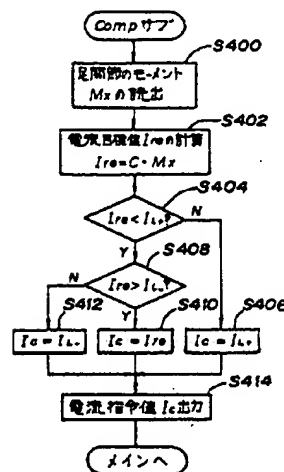 Compサブ
S400
足関節のモーメント
Mxの読出
S402
電流目標値Ireの計算
Ire=C・Mx
S404
Ire<IL+?
N
Y
S408
Ire>IL-?
N
Y
S412
S410
S406
Ic=IL-
Ic=Ire
Ic=IL+
S414
電流指令値Ic出力
メインへ